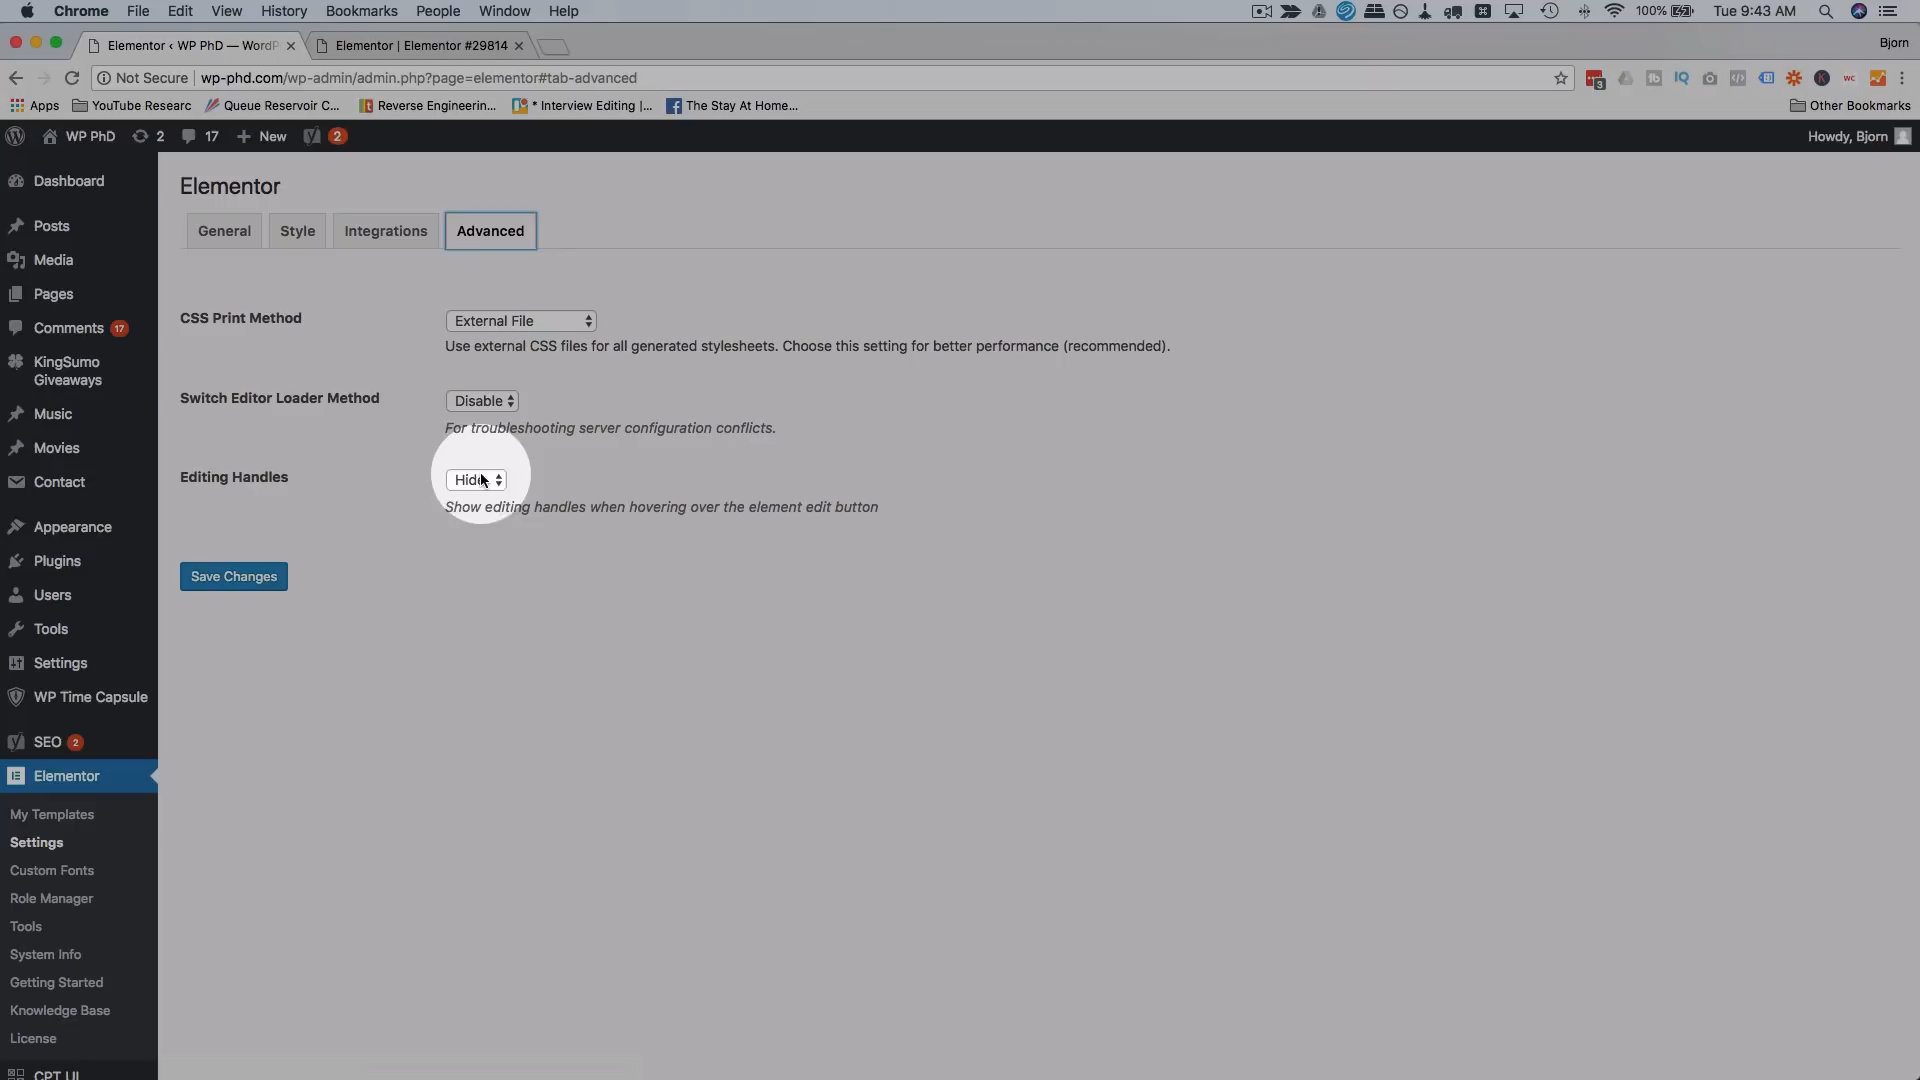 Chrome File Edit View History Bookmarks People Window Help 100% Tue 9:43 AM
Elementor ‹ WP PhD — WordP Elementor | Elementor #29814 Bjorn
Not Secure wp-phd.com/wp-admin/admin.php?page=elementor#tab-advanced
Apps YouTube Researc Queue Reservoir C... Reverse Engineerin... * Interview Editing |... The Stay At Home... Other Bookmarks
WP PhD 2 17 New 2 Howdy, Bjorn
Dashboard
Posts
Media
Pages
Comments 17
KingSumo
Giveaways
Music
Movies
Contact
Appearance
Plugins
Users
Tools
Settings
WP Time Capsule
SEO 2
Elementor
My Templates
Settings
Custom Fonts
Role Manager
Tools
System Info
Getting Started
Knowledge Base
License
CPT UI
Elementor
General Style Integrations Advanced
CSS Print Method External File
Use external CSS files for all generated stylesheets. Choose this setting for better performance (recommended).
Switch Editor Loader Method Disable
For troubleshooting server configuration conflicts.
Editing Handles Hide
Show editing handles when hovering over the element edit button
Save Changes